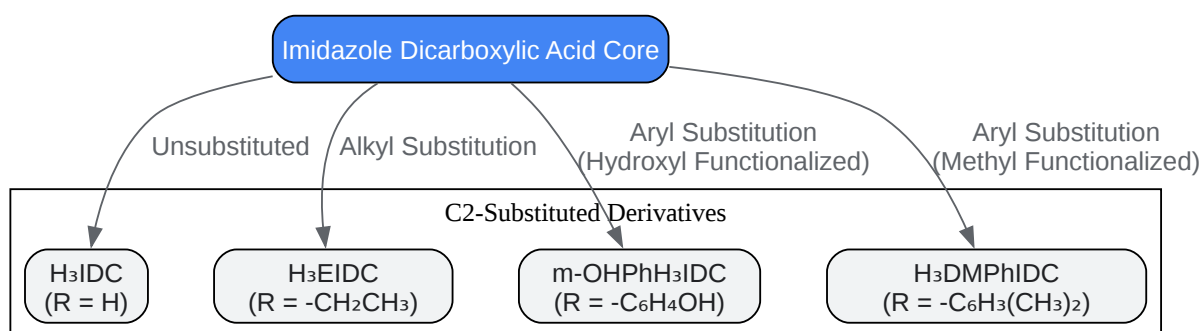 Imidazole Dicarboxylic Acid Core
Unsubstituted
Alkyl Substitution
Aryl Substitution
(Hydroxyl Functionalized)
Aryl Substitution
(Methyl Functionalized)
C2-Substituted Derivatives
H₃IDC
(R = H)
H₃EIDC
(R = -CH₂CH₃)
m-OHPhH₃IDC
(R = -C₆H₄OH)
H₃DMPhIDC
(R = -C₆H₃(CH₃)₂)